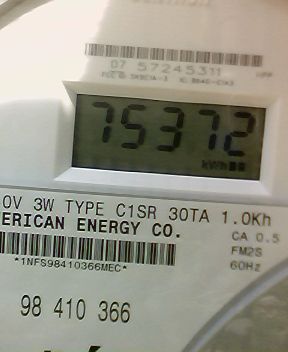 07 57245311
75372
kWh
0V 3W TYPE C1SR 30TA 1.0Kh
ERICAN ENERGY CO.
CA 0.5
FM2S
60Hz
*1NFS98410366MEC*
98 410 366